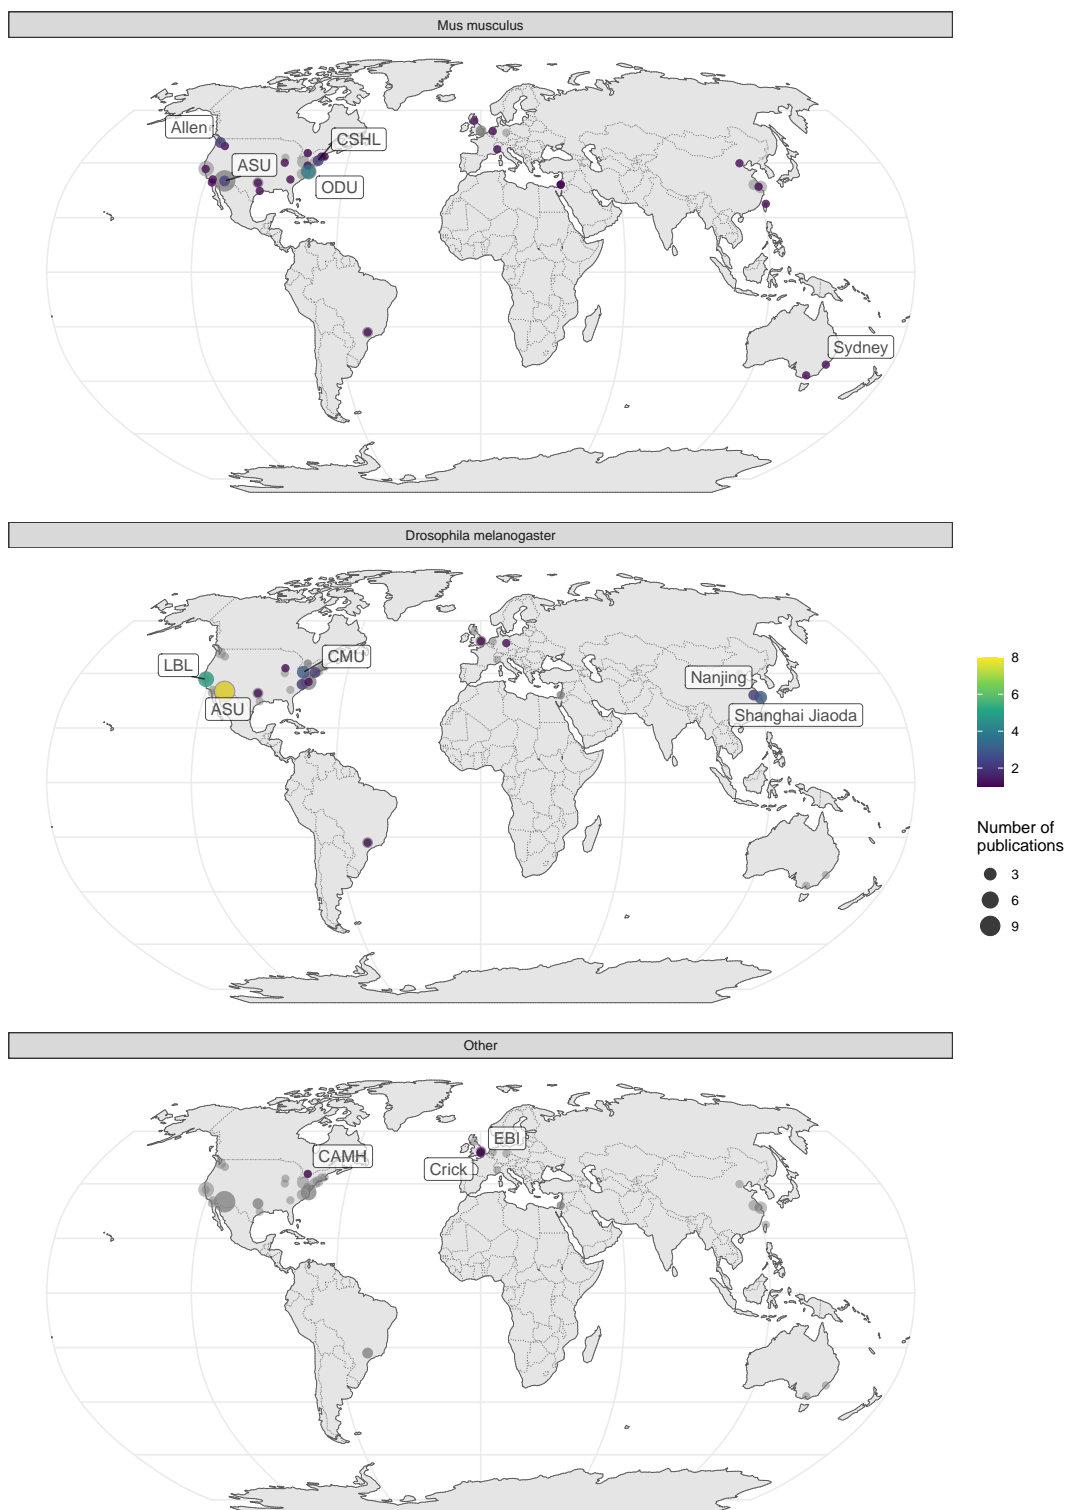 Mus musculus
Allen
CSHL
ASU
ODU
Sydney
Drosophila melanogaster
CMU
LBL
Nanjing
ASU
Shanghai Jiaoda
8
6
4
2
Number of
publications
3
6
9
Other
EBI
CAMH
Crick